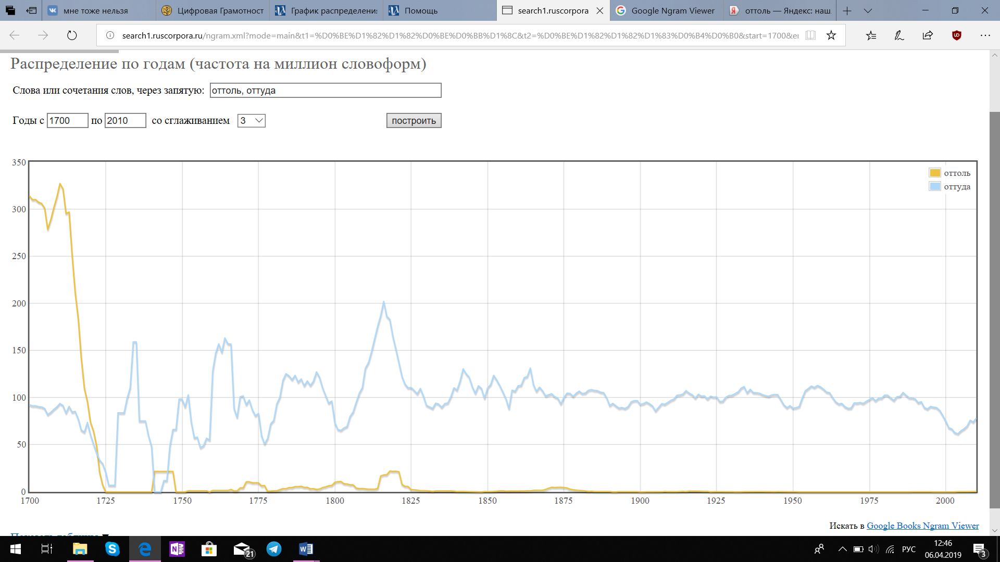 мне тоже нельзя
Цифровая Грамотност
График распределения
Помощь
search1.ruscorpora
Google Ngram Viewer
оттоль — Яндекс: наш
search1.ruscorpora.ru/ngram.xml?mode=main&t1=%D0%BE%D1%82%D1%82%D0%BE%D0%BB%D1%8C&t2=%D0%BE%D1%82%D1%82%D1%83%D0%B4%D0%B0&start=1700&e
Распределение по годам (частота на миллион словоформ)
Слова или сочетания слов, через запятую: оттоль, оттуда
Годы с 1700 по 2010 со сглаживанием 3 построить
350
300
250
200
150
100
50
0
оттоль
оттуда
1700 1725 1750 1775 1800 1825 1850 1875 1900 1925 1950 1975 2000
Искать в Google Books Ngram Viewer
21
РУС
12:46
06.04.2019
3